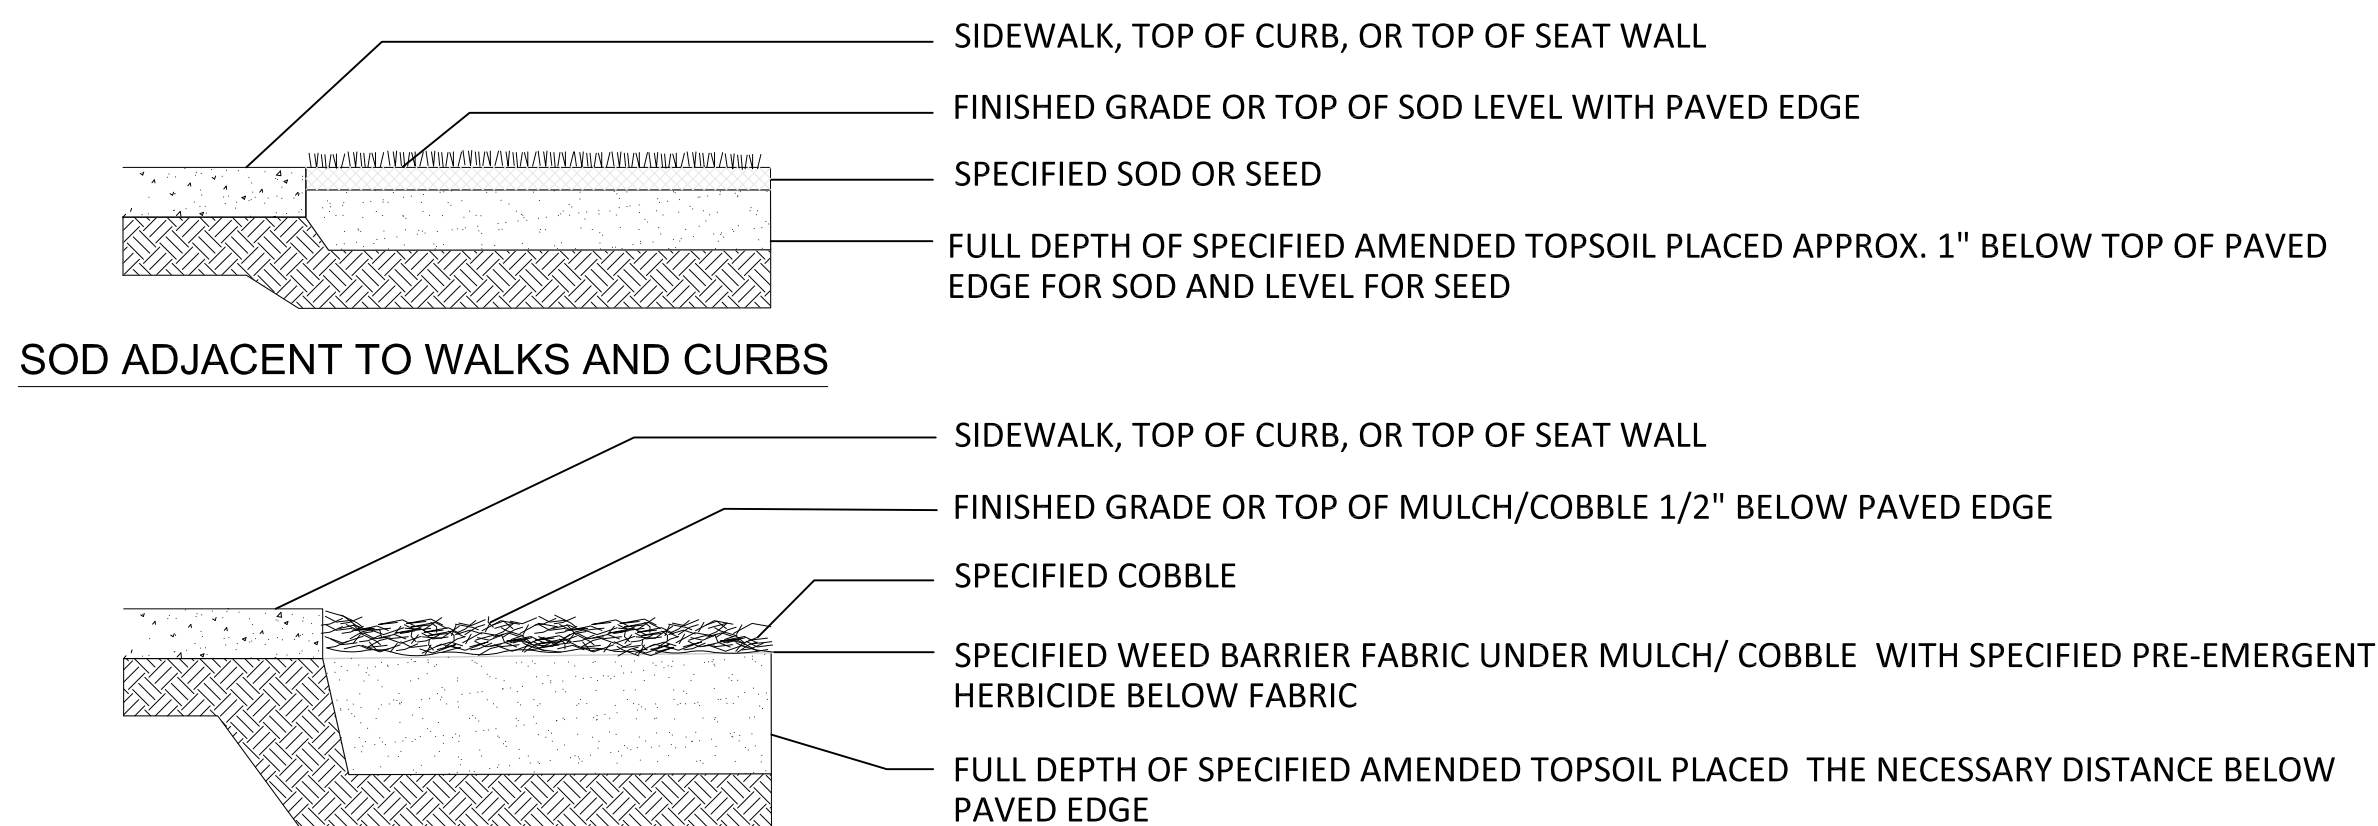 SIDEWALK, TOP OF CURB, OR TOP OF SEAT WALL
FINISHED GRADE OR TOP OF SOD LEVEL WITH PAVED EDGE
SPECIFIED SOD OR SEED
FULL DEPTH OF SPECIFIED AMENDED TOPSOIL PLACED APPROX. 1" BELOW TOP OF PAVED
EDGE FOR SOD AND LEVEL FOR SEED
SOD ADJACENT TO WALKS AND CURBS
SIDEWALK, TOP OF CURB, OR TOP OF SEAT WALL
FINISHED GRADE OR TOP OF MULCH/COBBLE 1/2" BELOW PAVED EDGE
SPECIFIED COBBLE
SPECIFIED WEED BARRIER FABRIC UNDER MULCH/ COBBLE  WITH SPECIFIED PRE-EMERGENT
HERBICIDE BELOW FABRIC
FULL DEPTH OF SPECIFIED AMENDED TOPSOIL PLACED  THE NECESSARY DISTANCE BELOW
PAVED EDGE